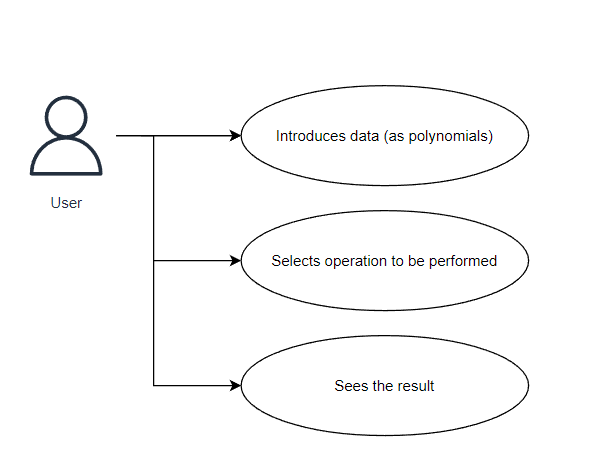 Introduces data (as polynomials)
User
Selects operation to be performed
Sees the result